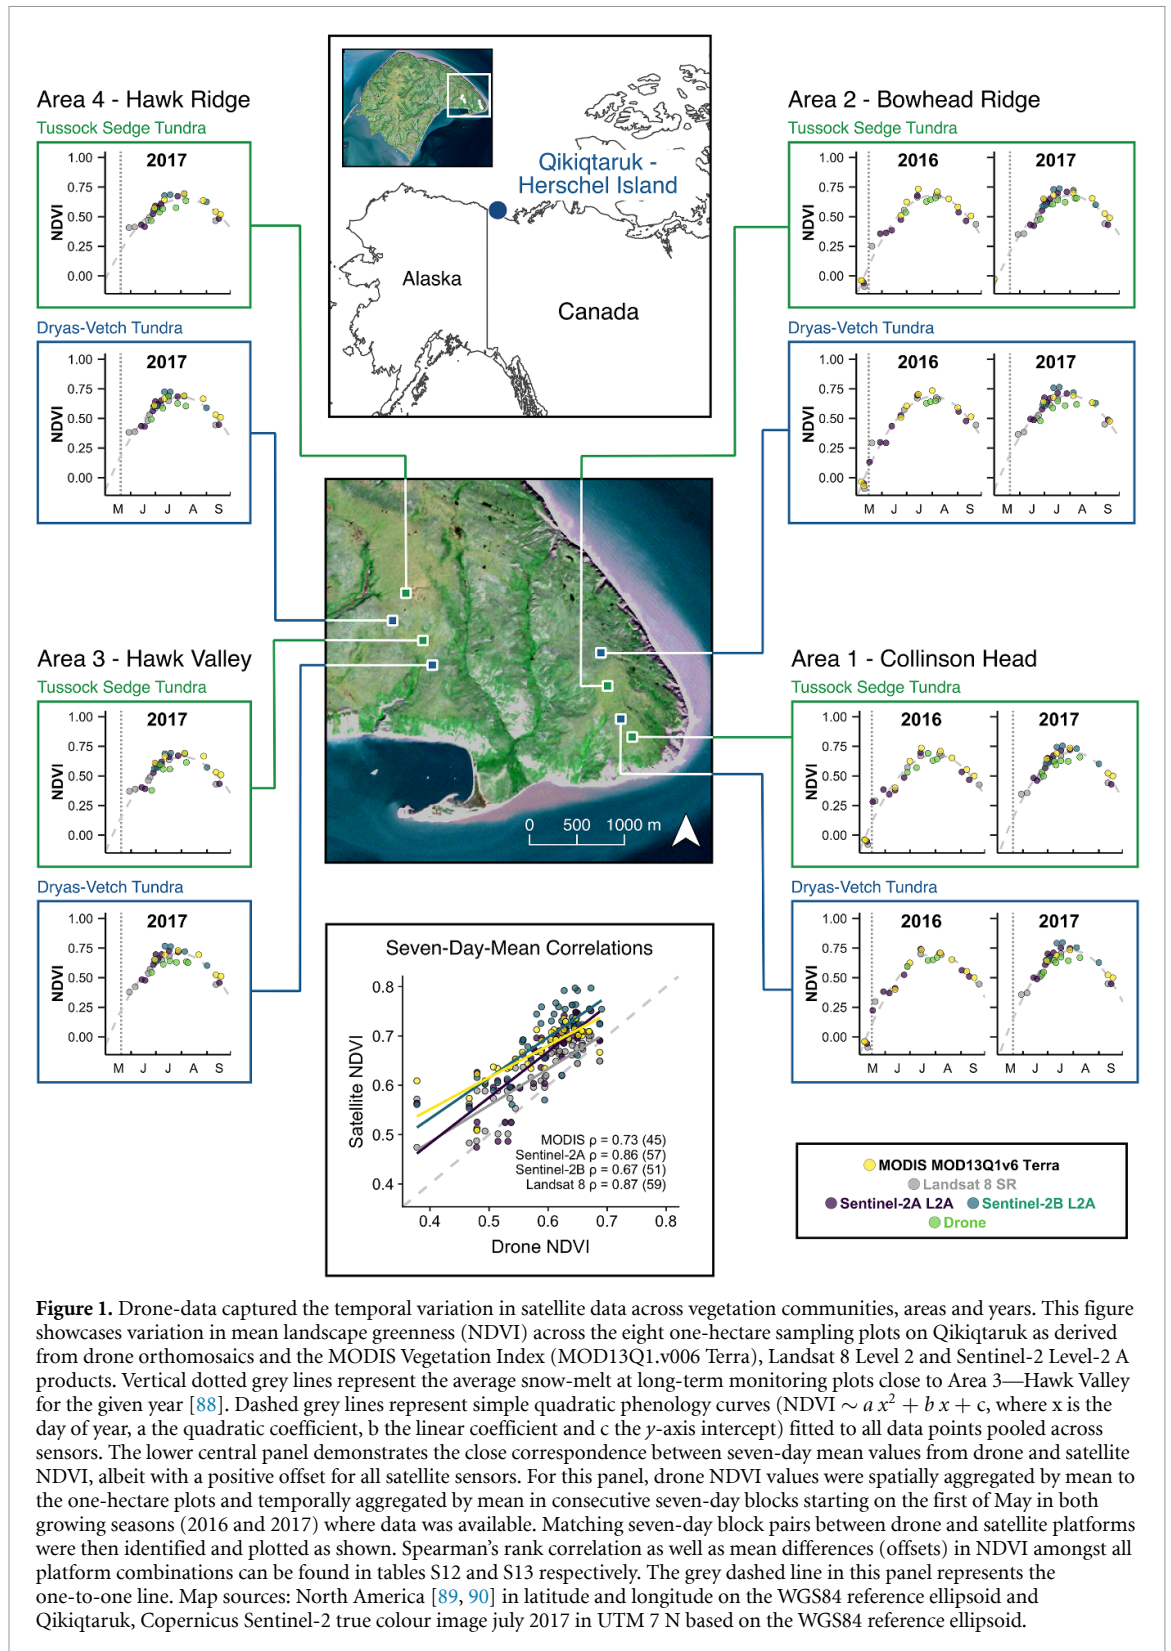 Area 4 - Hawk Ridge
Tussock Sedge Tundra
2017
1.00
0.75
0.50
0.25
0.00
NDVI
Dryas-Vetch Tundra
2017
1.00
0.75
0.50
0.25
0.00
NDVI
M J J A S
Qikiqtaruk -
Herschel Island
Alaska
Canada
Area 2 - Bowhead Ridge
Tussock Sedge Tundra
2016 2017
1.00
0.75
0.50
0.25
0.00
NDVI
Dryas-Vetch Tundra
2016 2017
1.00
0.75
0.50
0.25
0.00
NDVI
M J J A S M J J A S
Area 3 - Hawk Valley
Tussock Sedge Tundra
2017
1.00
0.75
0.50
0.25
0.00
NDVI
Dryas-Vetch Tundra
2017
1.00
0.75
0.50
0.25
0.00
NDVI
M J J A S
0 500 1000 m
Area 1 - Collinson Head
Tussock Sedge Tundra
2016 2017
1.00
0.75
0.50
0.25
0.00
NDVI
Dryas-Vetch Tundra
2016 2017
1.00
0.75
0.50
0.25
0.00
NDVI
M J J A S M J J A S
Seven-Day-Mean Correlations
0.8
0.7
0.6
0.5
0.4
Satellite NDVI
MODIS ρ = 0.73 (45)
Sentinel-2A ρ = 0.86 (57)
Sentinel-2B ρ = 0.67 (51)
Landsat 8 ρ = 0.87 (59)
0.4 0.5 0.6 0.7 0.8
Drone NDVI
MODIS MOD13Q1v6 Terra
Landsat 8 SR
Sentinel-2A L2A Sentinel-2B L2A
Drone
Figure 1. Drone-data captured the temporal variation in satellite data across vegetation communities, areas and years. This figure
showcases variation in mean landscape greenness (NDVI) across the eight one-hectare sampling plots on Qikiqtaruk as derived
from drone orthomosaics and the MODIS Vegetation Index (MOD13Q1.v006 Terra), Landsat 8 Level 2 and Sentinel-2 Level-2 A
products. Vertical dotted grey lines represent the average snow-melt at long-term monitoring plots close to Area 3—Hawk Valley
for the given year [88]. Dashed grey lines represent simple quadratic phenology curves (NDVI ∼ a x² + b x + c, where x is the
day of year, a the quadratic coefficient, b the linear coefficient and c the y-axis intercept) fitted to all data points pooled across
sensors. The lower central panel demonstrates the close correspondence between seven-day mean values from drone and satellite
NDVI, albeit with a positive offset for all satellite sensors. For this panel, drone NDVI values were spatially aggregated by mean to
the one-hectare plots and temporally aggregated by mean in consecutive seven-day blocks starting on the first of May in both
growing seasons (2016 and 2017) where data was available. Matching seven-day block pairs between drone and satellite platforms
were then identified and plotted as shown. Spearman's rank correlation as well as mean differences (offsets) in NDVI amongst all
platform combinations can be found in tables S12 and S13 respectively. The grey dashed line in this panel represents the
one-to-one line. Map sources: North America [89, 90] in latitude and longitude on the WGS84 reference ellipsoid and
Qikiqtaruk, Copernicus Sentinel-2 true colour image july 2017 in UTM 7 N based on the WGS84 reference ellipsoid.